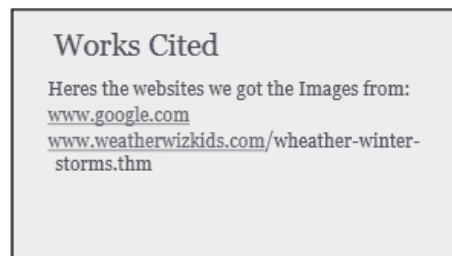 Works Cited
Heres the websites we got the Images from:
www.google.com
www.weatherwizkids.com/wheather-winter-
storms.thm